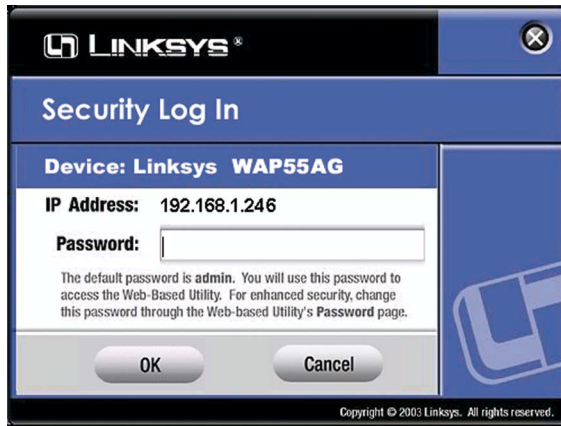 LINKSYS®
Security Log In
Device: Linksys WAP55AG
IP Address: 192.168.1.246
Password:
The default password is admin. You will use this password to
access the Web-Based Utility. For enhanced security, change
this password through the Web-based Utility's Password page.
OK Cancel
Copyright © 2003 Linksys. All rights reserved.